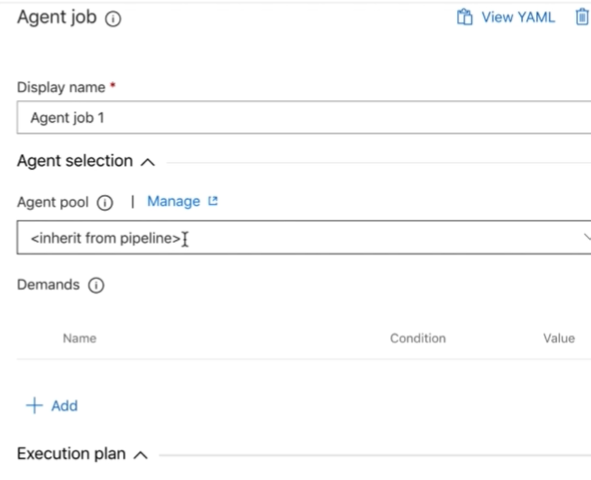 Agent job
View YAML
Display name *
Agent job 1
Agent selection
Agent pool | Manage
<inherit from pipeline>
Demands
Name Condition Value
+ Add
Execution plan